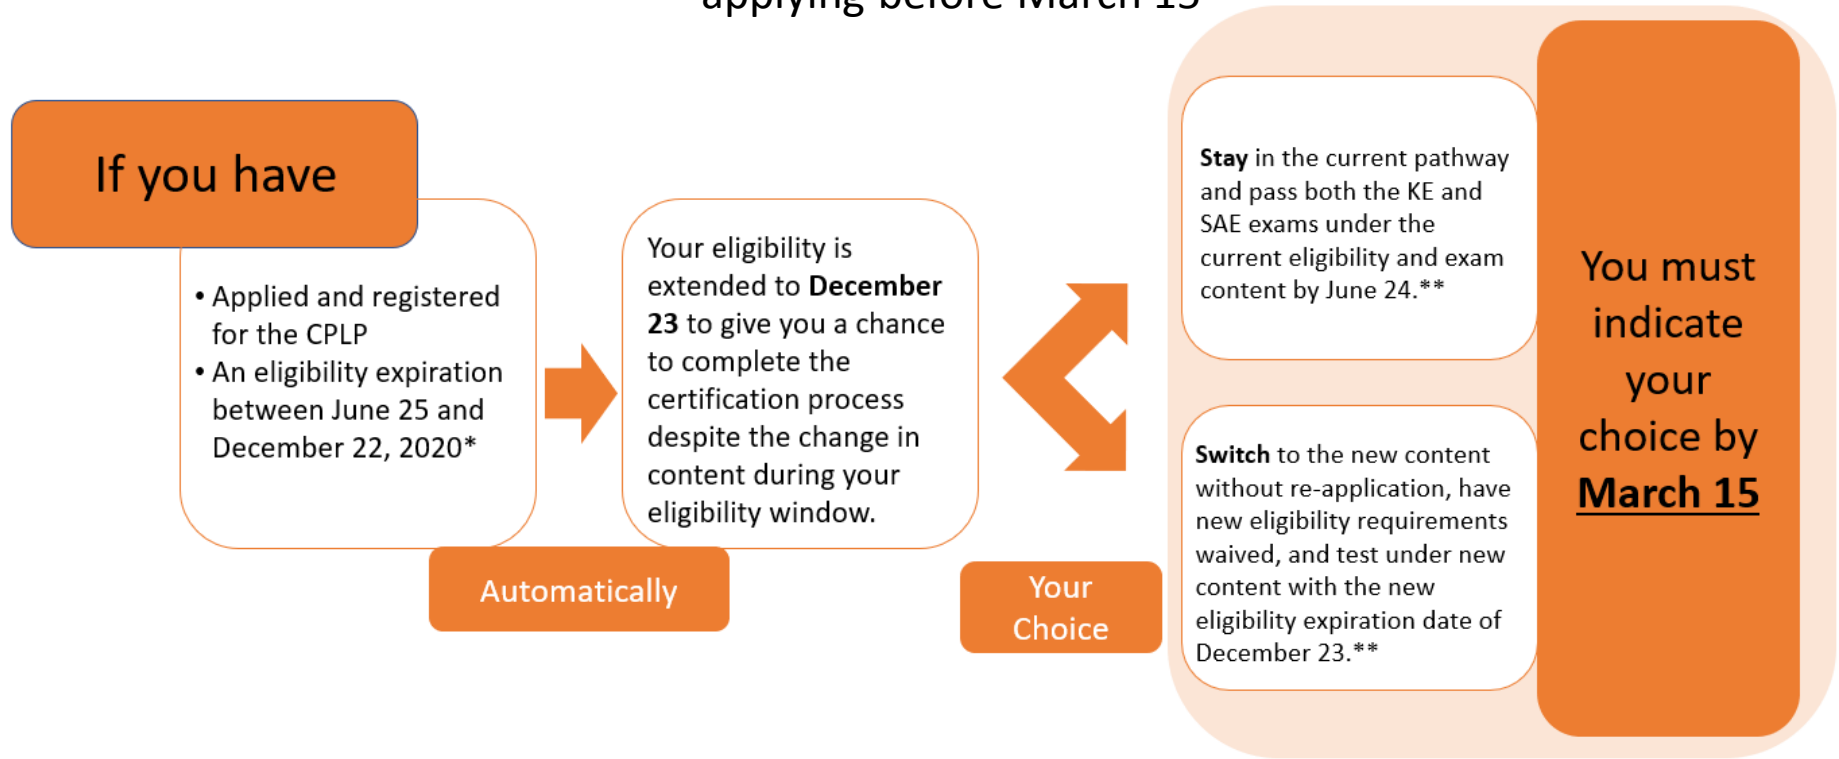 applying before March 15
If you have
• Applied and registered
for the CPLP
• An eligibility expiration
between June 25 and
December 22, 2020*
Your eligibility is
extended to December
23 to give you a chance
to complete the
certification process
despite the change in
content during your
eligibility window.
Automatically
Your
Choice
Stay in the current pathway
and pass both the KE and
SAE exams under the
current eligibility and exam
content by June 24.**
Switch to the new content
without re-application, have
new eligibility requirements
waived, and test under new
content with the new
eligibility expiration date of
December 23.**
You must
indicate
your
choice by
March 15